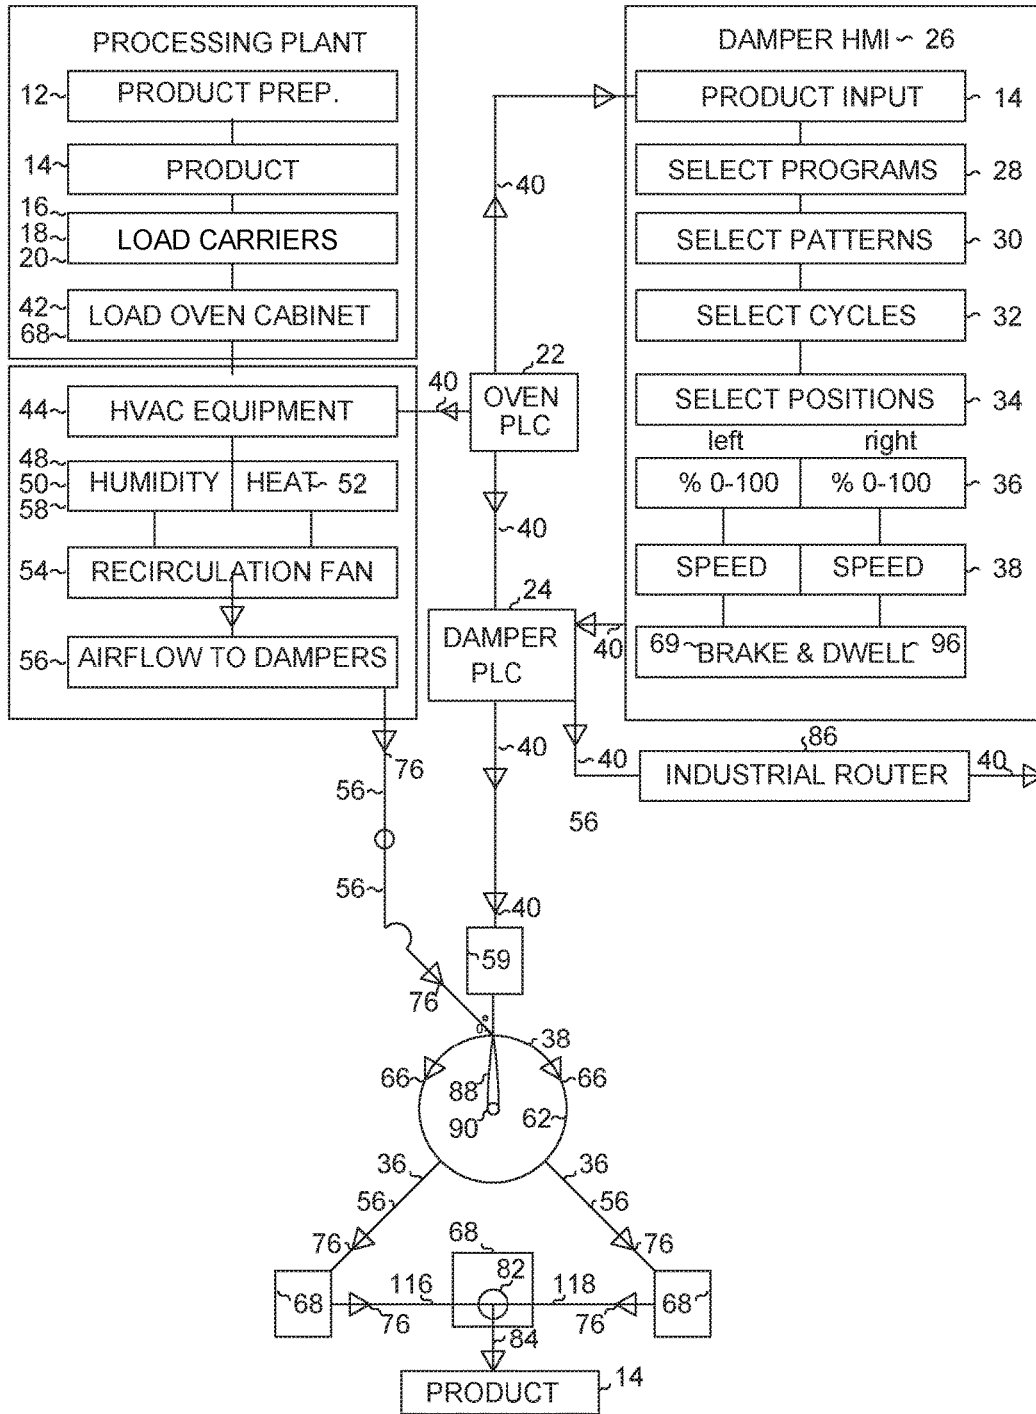 PROCESSING PLANT
12
PRODUCT PREP.
14
PRODUCT
16
18
20
LOAD CARRIERS
42
68
LOAD OVEN CABINET
44
HVAC EQUIPMENT
48
50
58
HUMIDITY
HEAT
52
54
RECIRCULATION FAN
56
AIRFLOW TO DAMPERS
40
22
OVEN
PLC
40
40
24
DAMPER
PLC
DAMPER HMI
26
PRODUCT INPUT
14
SELECT PROGRAMS
28
SELECT PATTERNS
30
SELECT CYCLES
32
SELECT POSITIONS
34
left
right
% 0-100
% 0-100
36
SPEED
SPEED
38
69
BRAKE & DWELL
96
40
86
INDUSTRIAL ROUTER
40
40
40
76
56
56
56
40
59
76
0°
38
66
66
88
90
62
36
36
56
56
76
76
68
68
68
82
116
118
76
76
84
PRODUCT
14